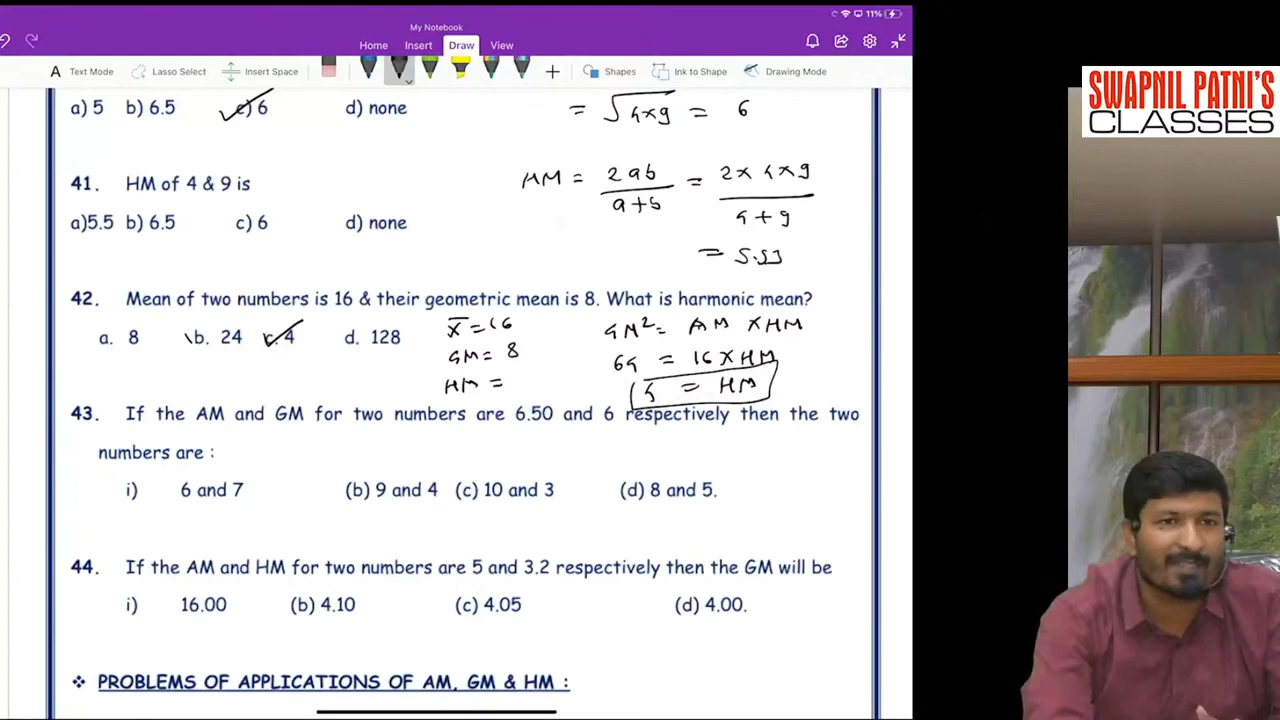 11%
My Notebook
Home Insert Draw View
A Text Mode Lasso Select Insert Space + Shapes Ink to Shape Drawing Mode
SWAPNIL PATNI'S
CLASSES
a) 5 b) 6.5 c) 6 d) none
= √4×9 = 6
41. HM of 4 & 9 is
a)5.5 b) 6.5 c) 6 d) none
HM = 2ab / a+b = 2×4×9 / 4+9
= 5.53
42. Mean of two numbers is 16 & their geometric mean is 8. What is harmonic mean?
a. 8 b. 24 c. 4 d. 128
x̄ = 16
GM = 8
HM =
GM² = AM × HM
64 = 16 × HM
4 = HM
43. If the AM and GM for two numbers are 6.50 and 6 respectively then the two
numbers are :
i) 6 and 7 (b) 9 and 4 (c) 10 and 3 (d) 8 and 5.
44. If the AM and HM for two numbers are 5 and 3.2 respectively then the GM will be
i) 16.00 (b) 4.10 (c) 4.05 (d) 4.00.
❖ PROBLEMS OF APPLICATIONS OF AM, GM & HM :